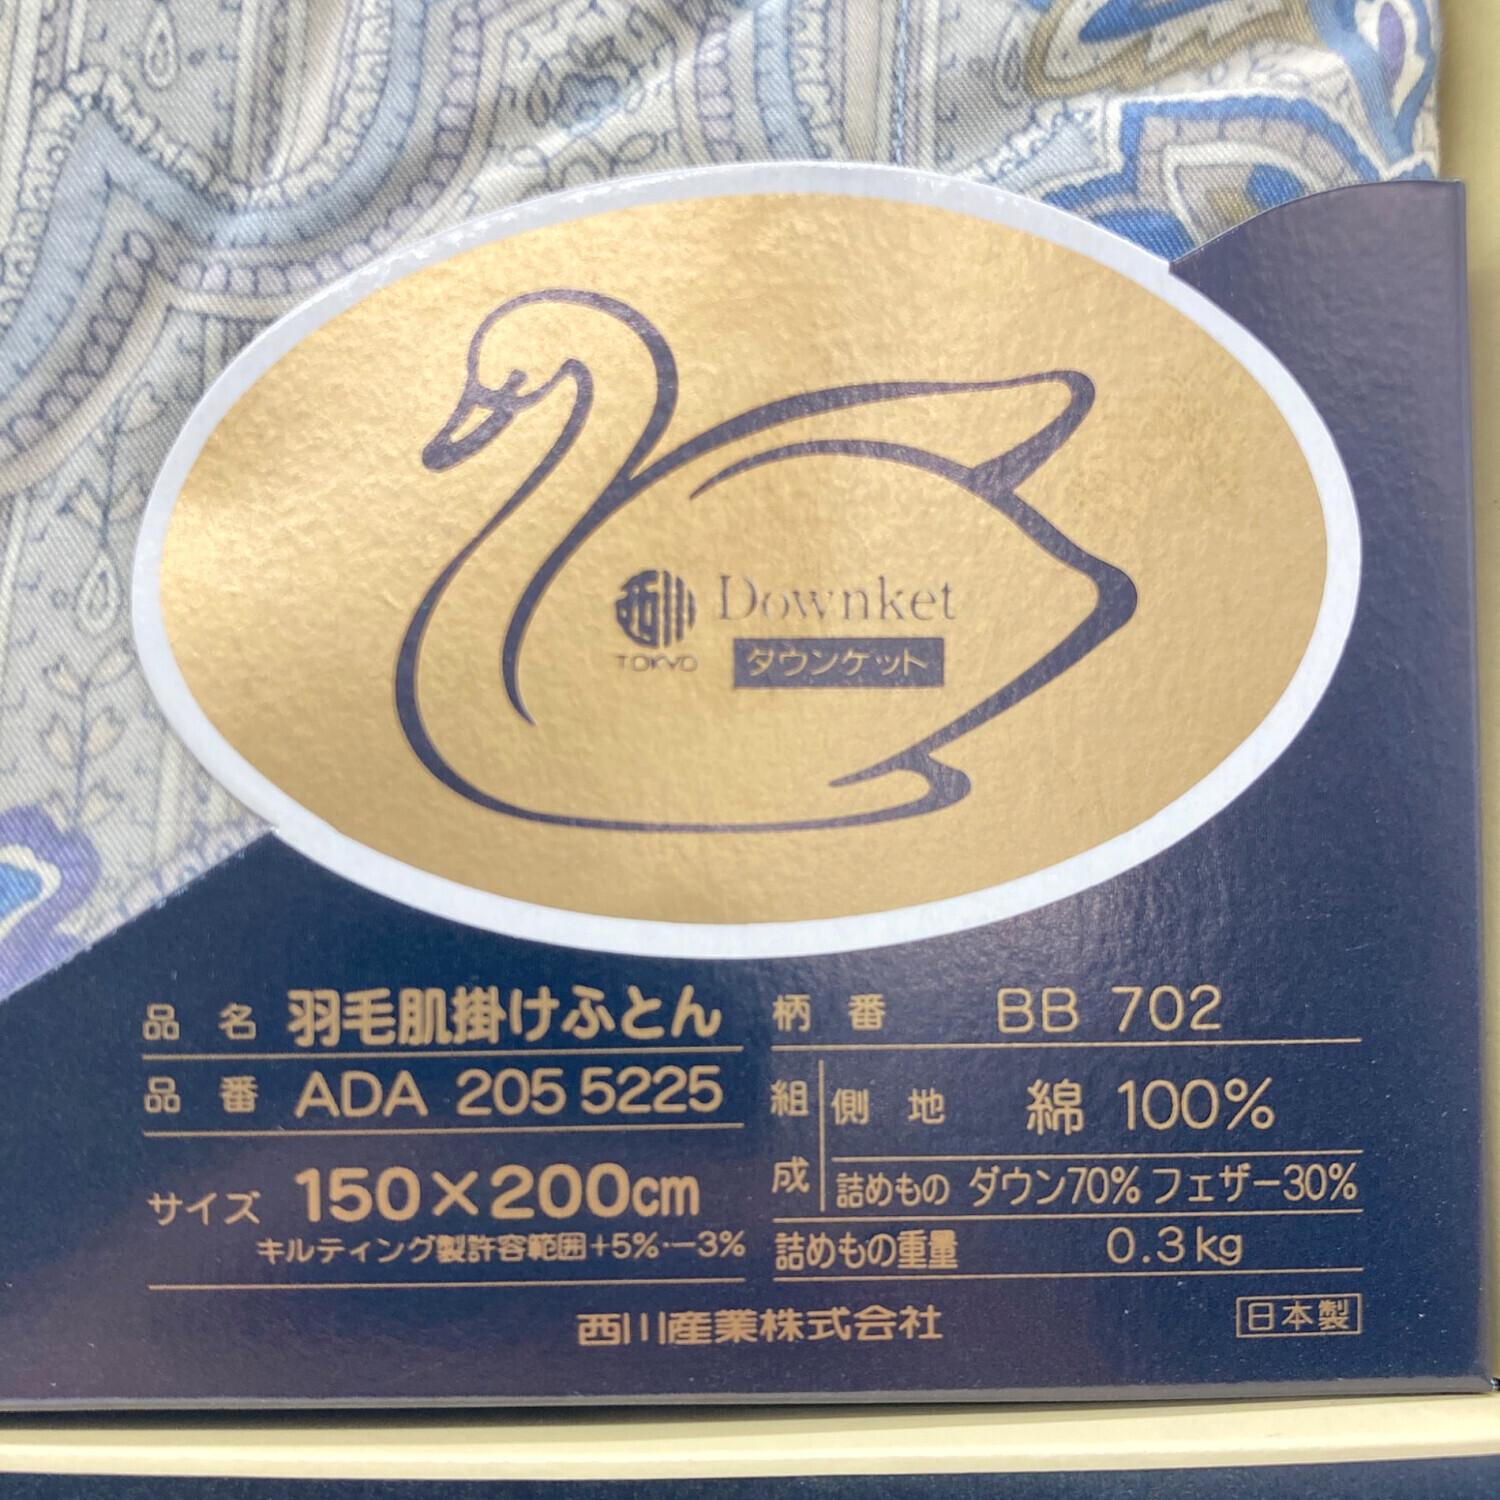 西川
TOKYO
Downket
ダウンケット
品名 羽毛肌掛けふとん
品番 ADA 205 5225
サイズ 150×200cm
キルティング製許容範囲+5%・−3%
柄番 BB 702
組成 側地 綿 100%
詰めもの ダウン70% フェザー30%
詰めもの重量 0.3kg
西川産業株式会社
日本製